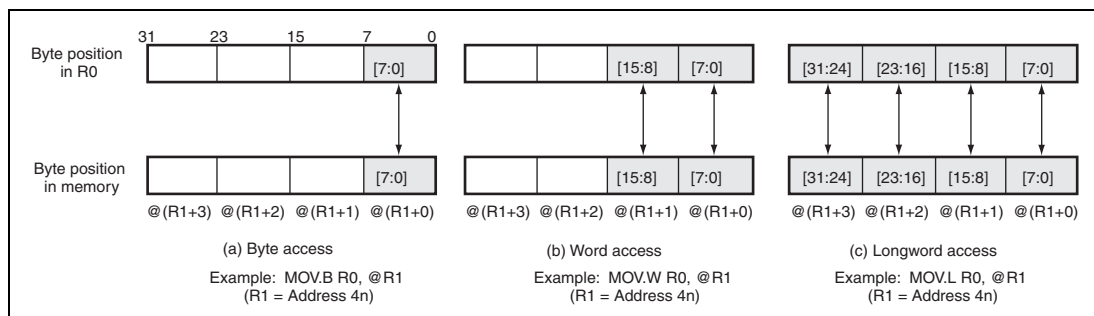 31 23 15 7 0
Byte position
in R0
[7:0]
[15:8] [7:0]
[31:24] [23:16] [15:8] [7:0]
Byte position
in memory
[7:0]
[15:8] [7:0]
[31:24] [23:16] [15:8] [7:0]
@(R1+3) @(R1+2) @(R1+1) @(R1+0)
@(R1+3) @(R1+2) @(R1+1) @(R1+0)
@(R1+3) @(R1+2) @(R1+1) @(R1+0)
(a) Byte access
Example: MOV.B R0, @R1
(R1 = Address 4n)
(b) Word access
Example: MOV.W R0, @R1
(R1 = Address 4n)
(c) Longword access
Example: MOV.L R0, @R1
(R1 = Address 4n)